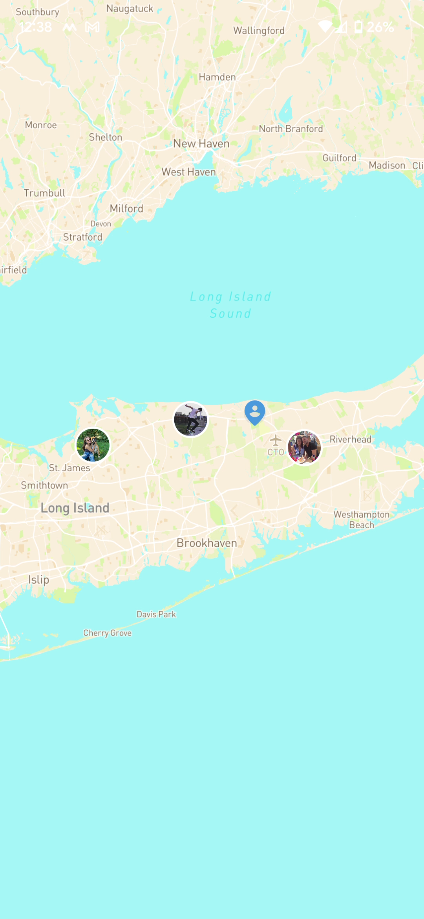 Southbury
Naugatuck
12:38
26%
Wallingford
Hamden
Monroe
Shelton
North Branford
New Haven
Guilford
Madison
Cli
West Haven
Trumbull
Milford
Devon
Stratford
irfield
Long Island
Sound
Riverhead
CTO
St. James
Smithtown
Long Island
Westhampton
Beach
Brookhaven
Islip
Davis Park
Cherry Grove